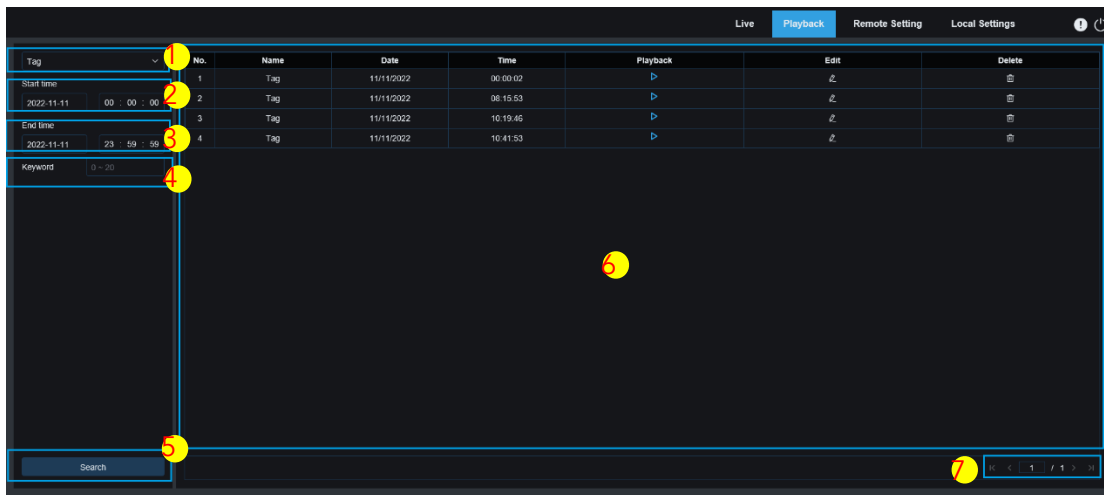 Live Playback Remote Setting Local Settings
Tag 1
Start time
2022-11-11 00 : 00 : 00 2
End time
2022-11-11 23 : 59 : 59 3
Keyword 0 ~ 20 4
No. Name Date Time Playback Edit Delete
1 Tag 11/11/2022 00:00:02
2 Tag 11/11/2022 08:15:53
3 Tag 11/11/2022 10:19:46
4 Tag 11/11/2022 10:41:53
6
5
Search
7 1 / 1